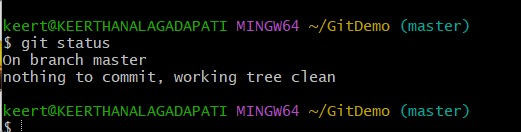 keert@KEERTHANALAGADAPATI MINGW64 ~/GitDemo (master)
$ git status
On branch master
nothing to commit, working tree clean
keert@KEERTHANALAGADAPATI MINGW64 ~/GitDemo (master)
$